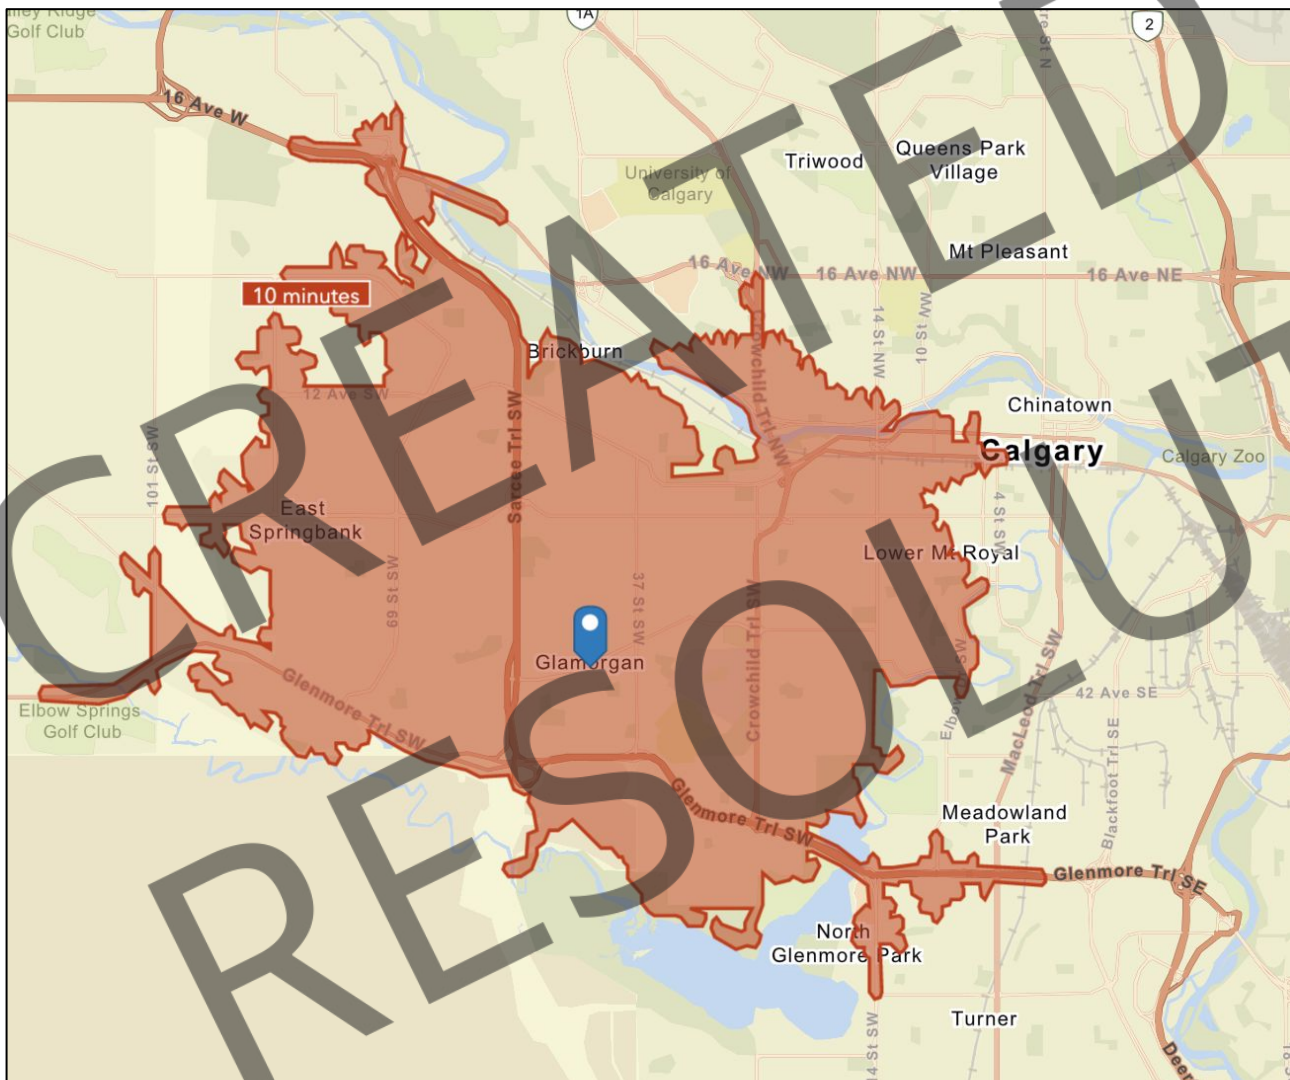 Golf Club
1A
2
16 Ave W
University of
Calgary
Triwood
Queens Park
Village
Mt Pleasant
16 Ave NW
16 Ave NW
16 Ave NE
10 minutes
14 St NW
10 St NW
Brickburn
Crowchild Trl NW
12 Ave SW
Chinatown
Calgary
Calgary Zoo
101 St SW
Sarcee Trl SW
East
Springbank
4 St SW
Lower Mt Royal
69 St SW
37 St SW
Crowchild Trl SW
Glamorgan
Glenmore Trl SW
Elbow Springs
Golf Club
MacLeod Trl SW
42 Ave SE
Blackfoot Trl SE
Glenmore Trl SW
Meadowland
Park
Glenmore Trl SE
North
Glenmore Park
Turner
14 St SW
Deer
CREATED
RESOLUT